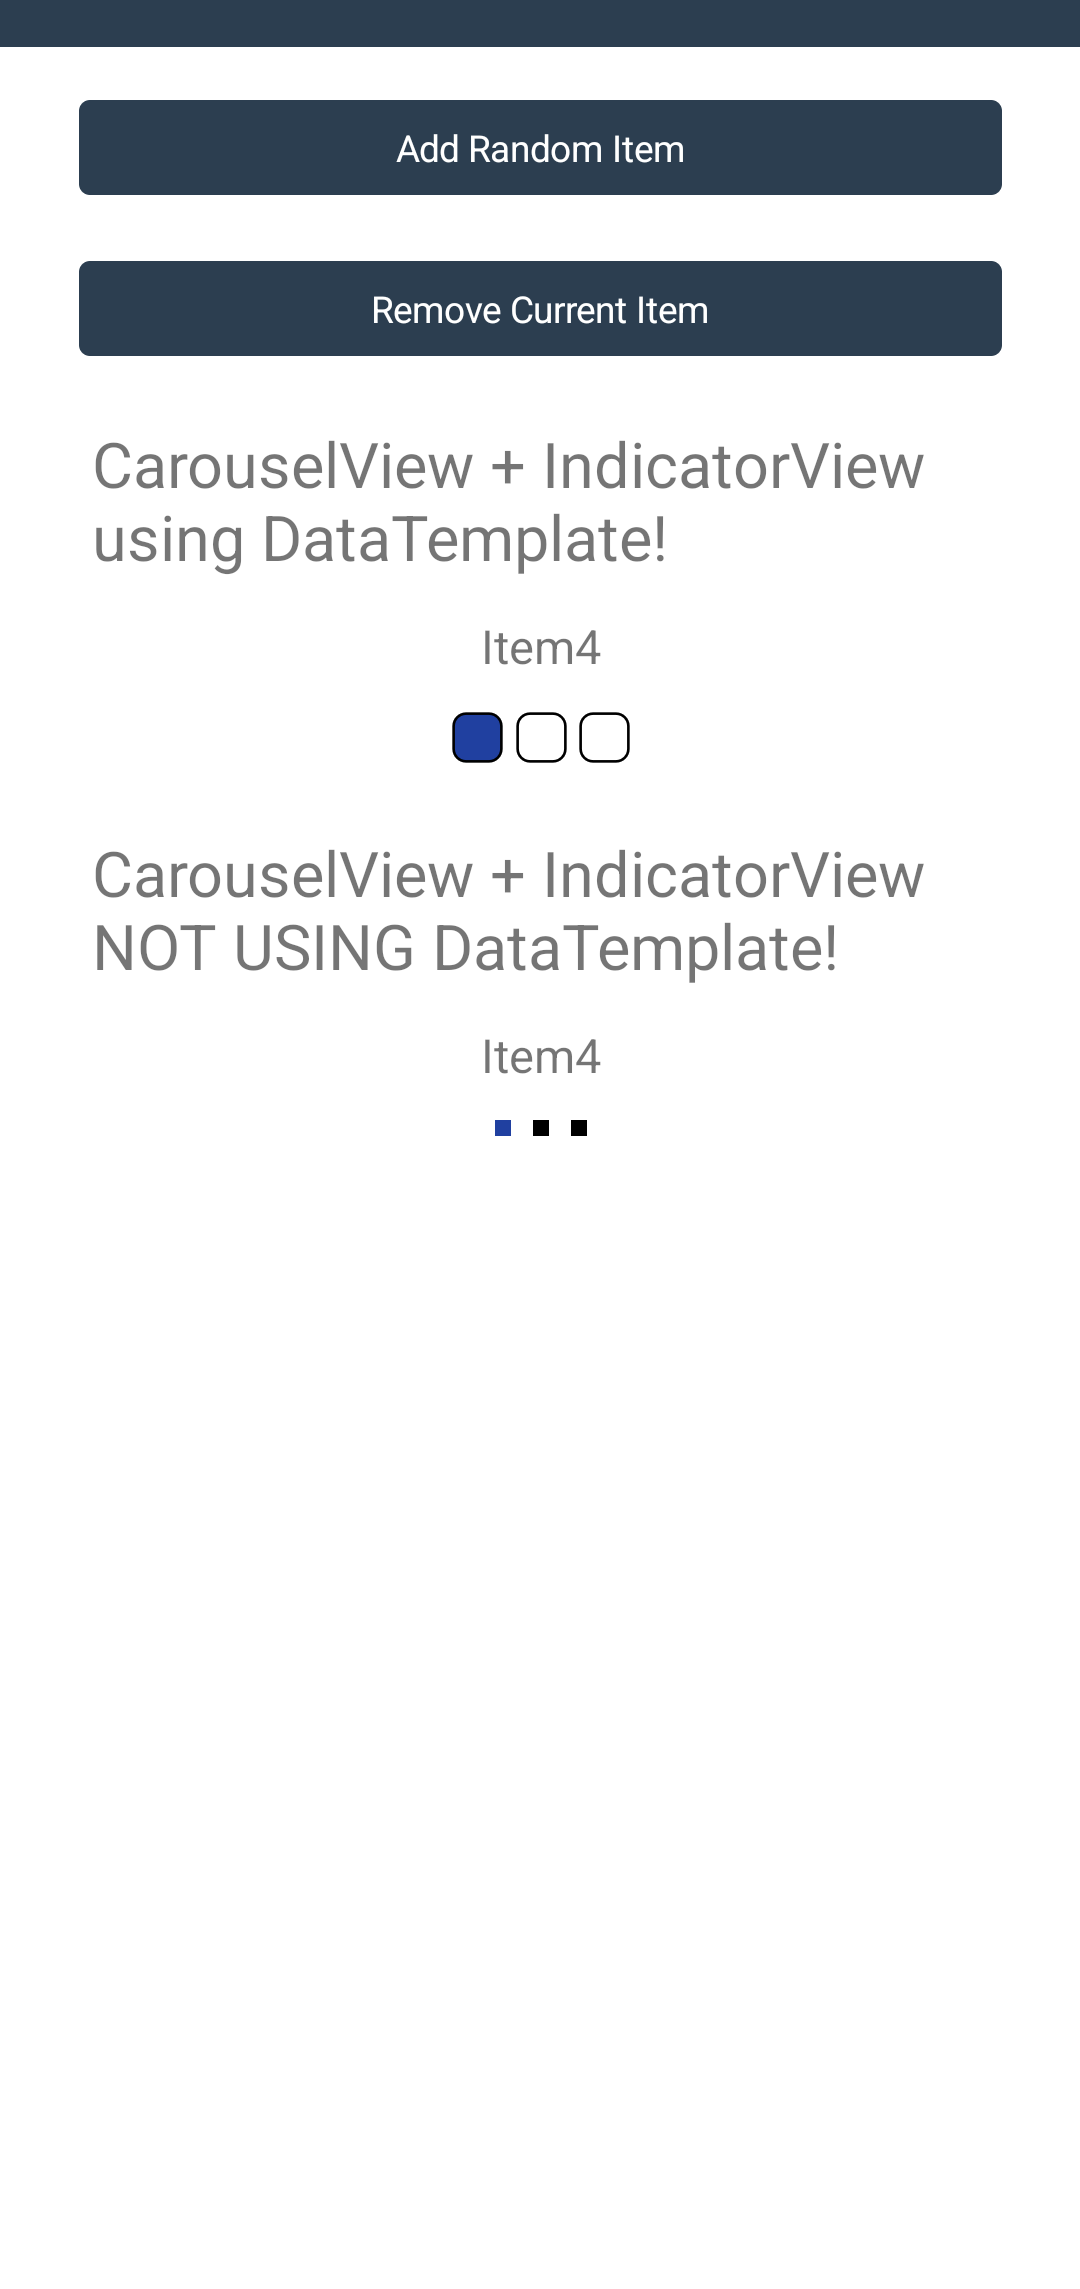 Add Random Item
Remove Current Item
CarouselView + IndicatorView
using DataTemplate!
Item4
CarouselView + IndicatorView
NOT USING DataTemplate!
Item4